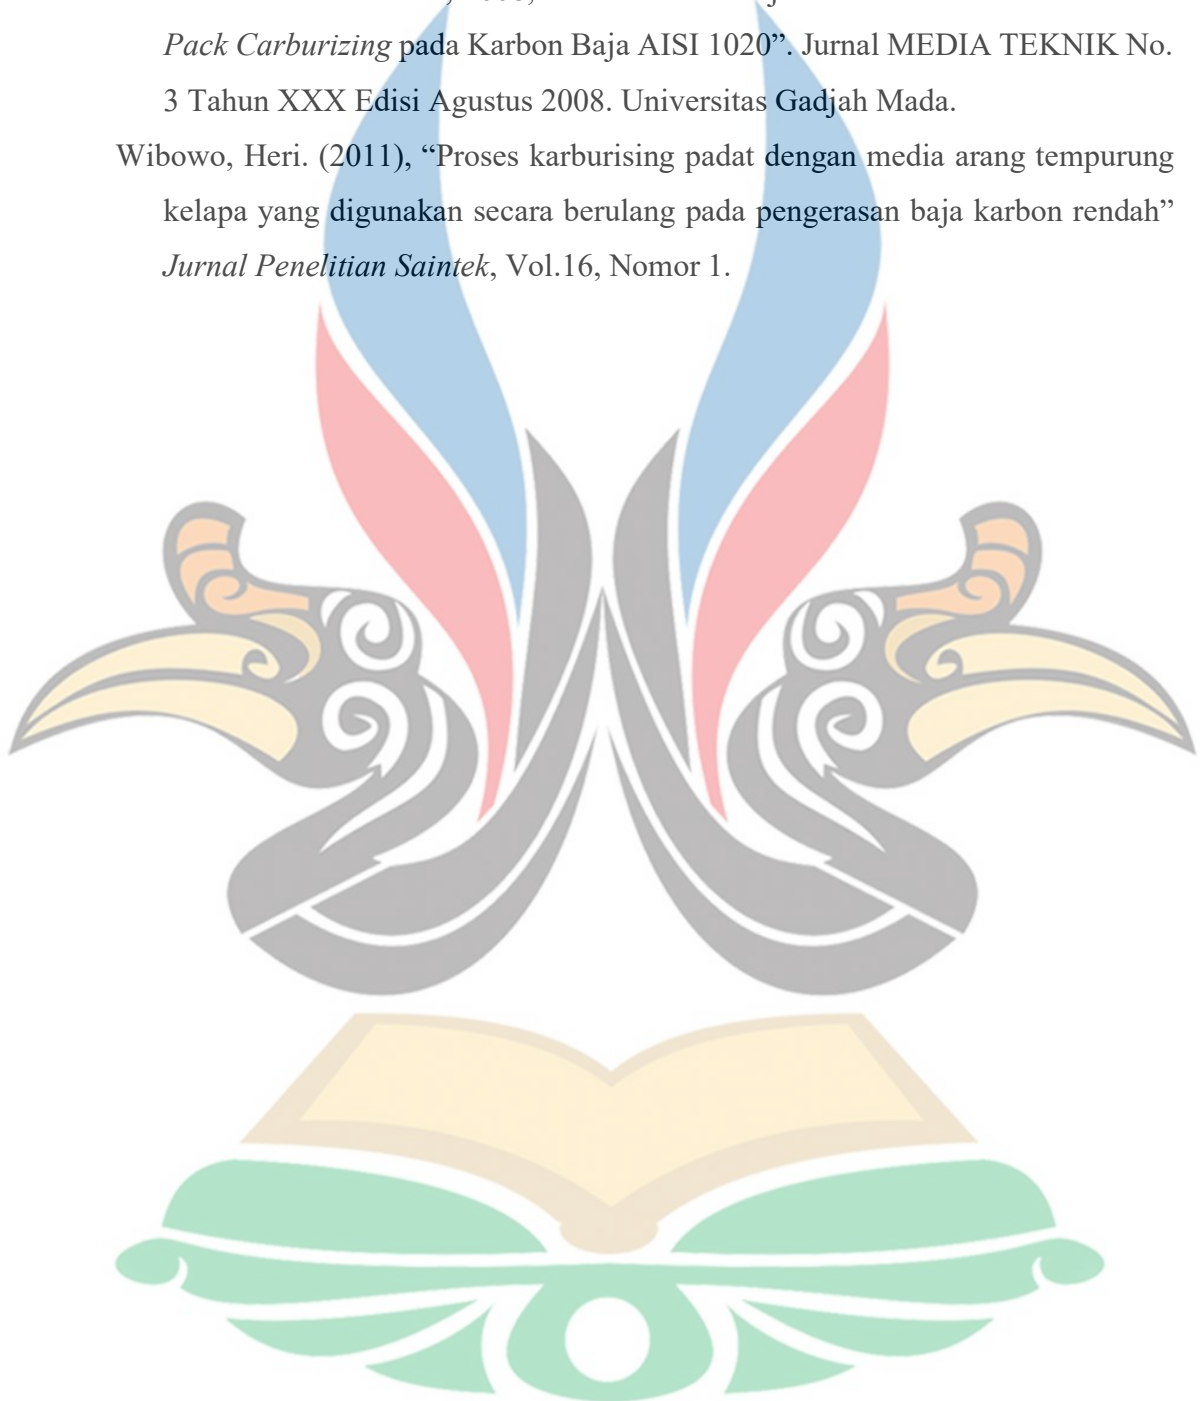 Pack Carburizing pada Karbon Baja AISI 1020”. Jurnal MEDIA TEKNIK No.
3 Tahun XXX Edisi Agustus 2008. Universitas Gadjah Mada.
Wibowo, Heri. (2011), “Proses karburising padat dengan media arang tempurung
kelapa yang digunakan secara berulang pada pengerasan baja karbon rendah”
Jurnal Penelitian Saintek, Vol.16, Nomor 1.